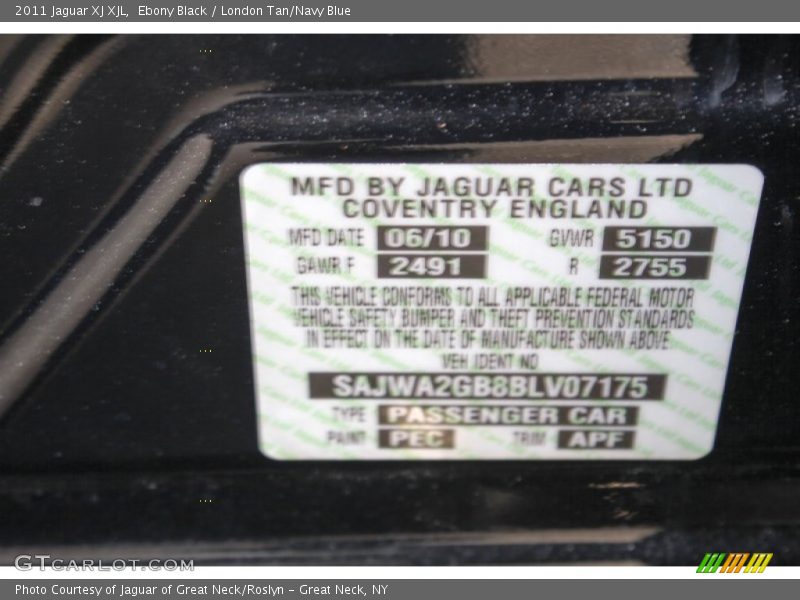 2011 Jaguar XJ XJL,  Ebony Black / London Tan/Navy Blue
MFD BY JAGUAR CARS LTD
COVENTRY ENGLAND
MFD DATE 06/10 GVWR 5150
GAWR F 2491 R 2755
THIS VEHICLE CONFORMS TO ALL APPLICABLE FEDERAL MOTOR
VEHICLE SAFETY BUMPER AND THEFT PREVENTION STANDARDS
IN EFFECT ON THE DATE OF MANUFACTURE SHOWN ABOVE
VEH IDENT NO
SAJWA2GB8BLV07175
TYPE PASSENGER CAR
PAINT PEC TRIM APF
GTCARLOT.COM
Photo Courtesy of Jaguar of Great Neck/Roslyn – Great Neck, NY